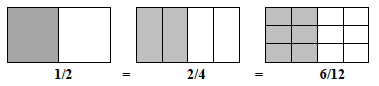 1/2 = 2/4 = 6/12